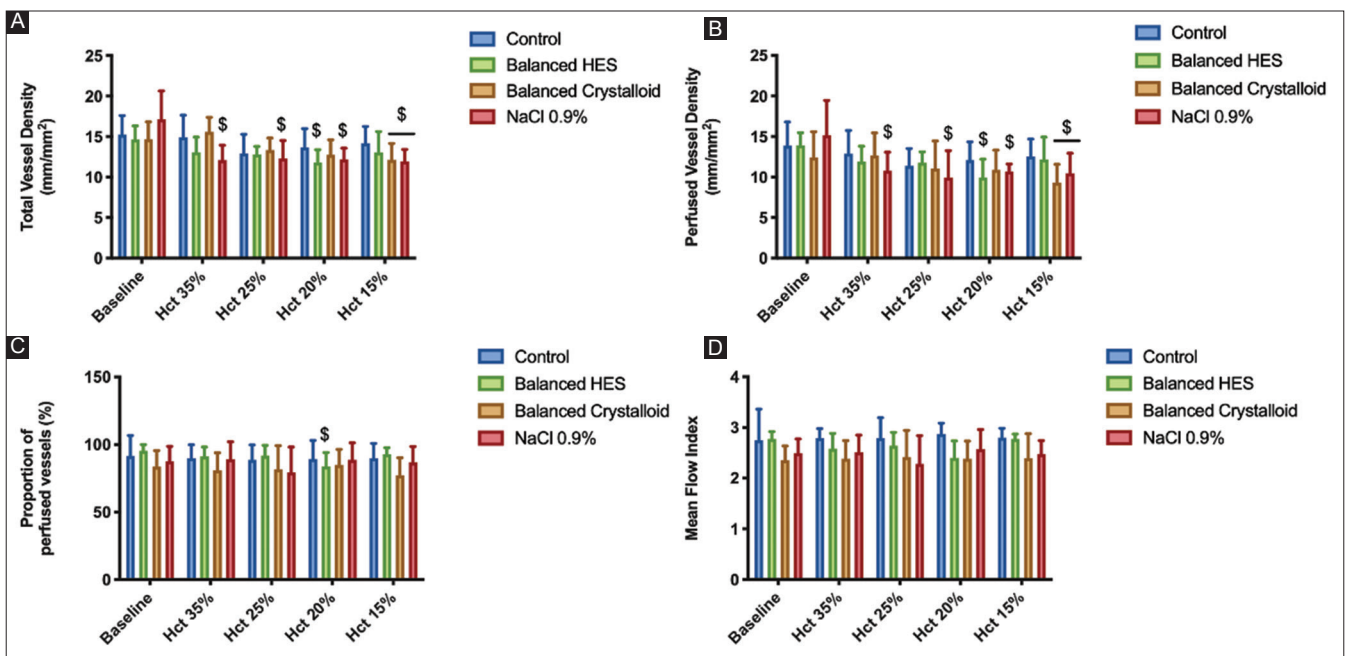 A
Total Vessel Density
(mm/mm²)
25
20
15
10
5
0
$
$
$
$
$
Baseline
Hct 35%
Hct 25%
Hct 20%
Hct 15%
Control
Balanced HES
Balanced Crystalloid
NaCl 0.9%
B
Perfused Vessel Density
(mm/mm²)
25
20
15
10
5
0
$
$
$
$
$
Baseline
Hct 35%
Hct 25%
Hct 20%
Hct 15%
Control
Balanced HES
Balanced Crystalloid
NaCl 0.9%
C
Proportion of
perfused vessels (%)
150
100
50
0
$
Baseline
Hct 35%
Hct 25%
Hct 20%
Hct 15%
Control
Balanced HES
Balanced Crystalloid
NaCl 0.9%
D
Mean Flow Index
4
3
2
1
0
Baseline
Hct 35%
Hct 25%
Hct 20%
Hct 15%
Control
Balanced HES
Balanced Crystalloid
NaCl 0.9%